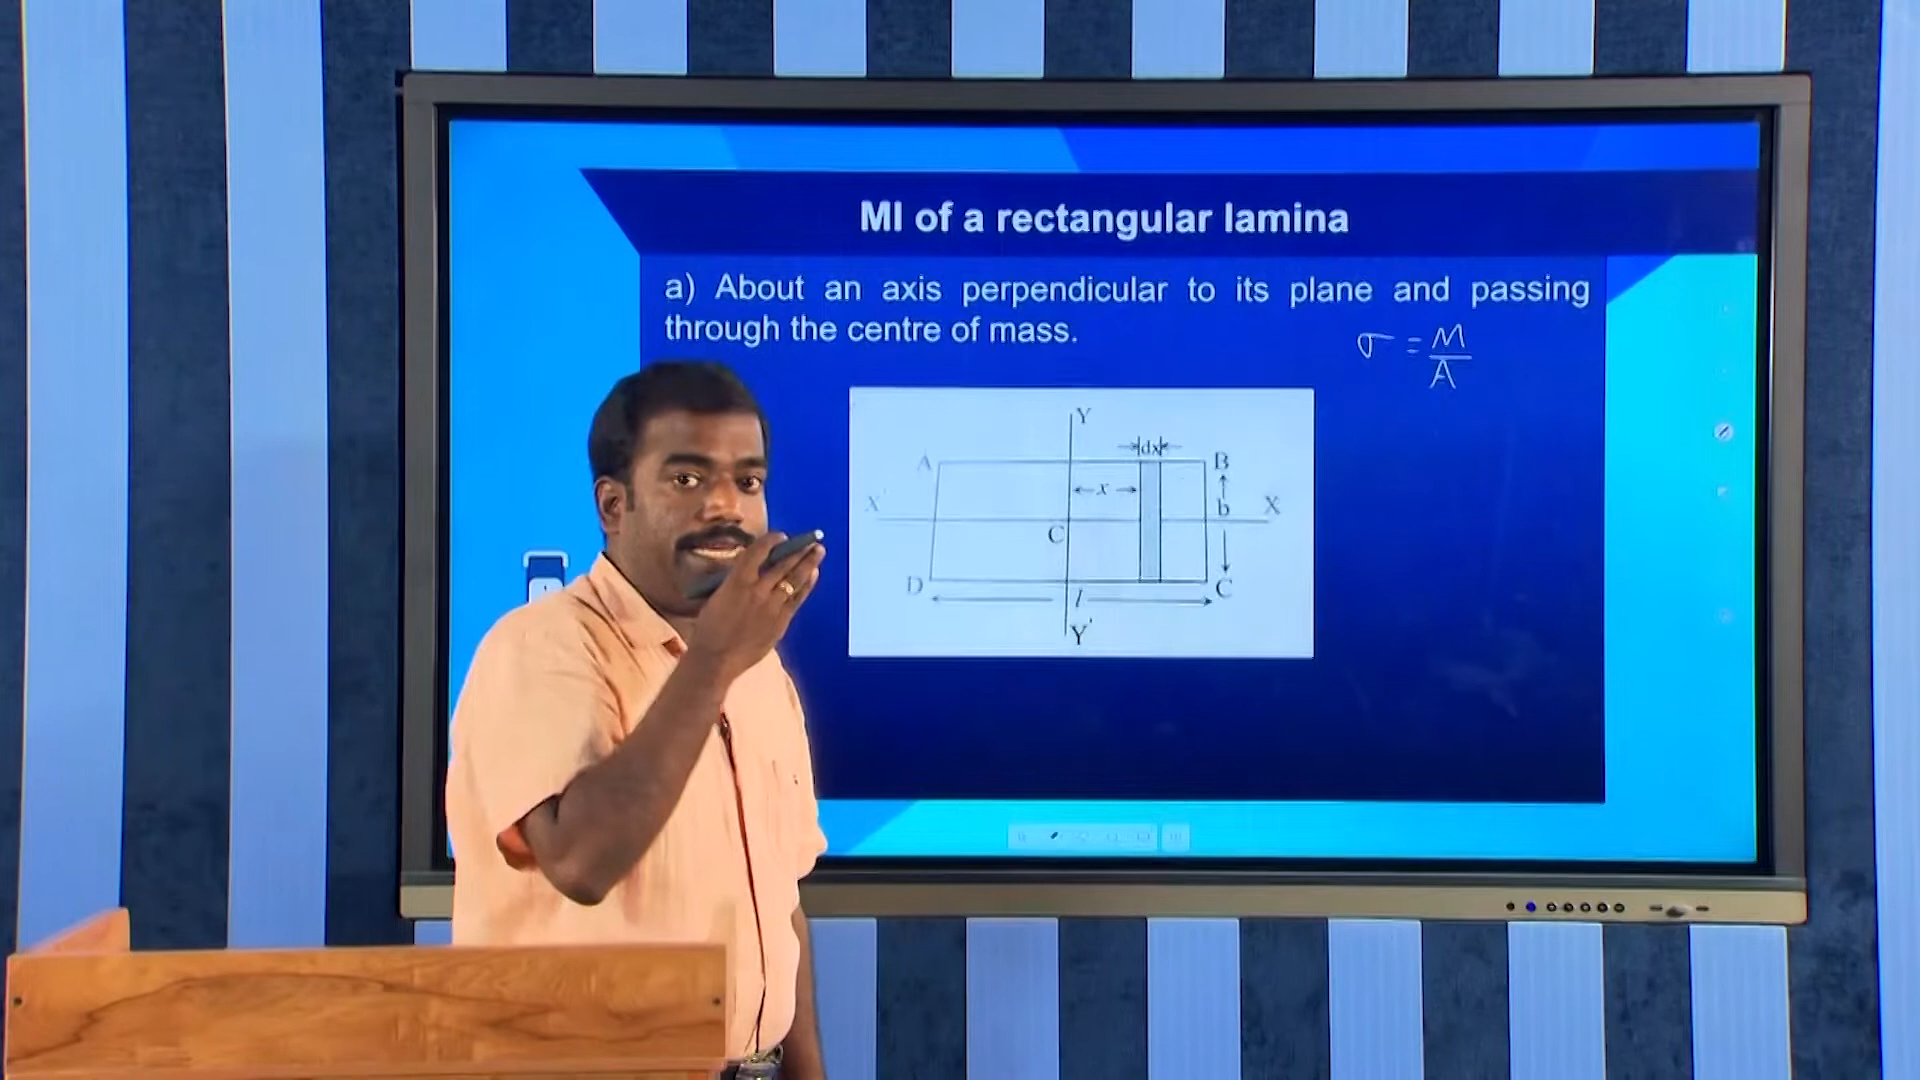 MI of a rectangular lamina
a) About an axis perpendicular to its plane and passing
through the centre of mass.
σ = M
A
Y
dx
A
B
x
X'
b
X
C
D
l
C
Y'